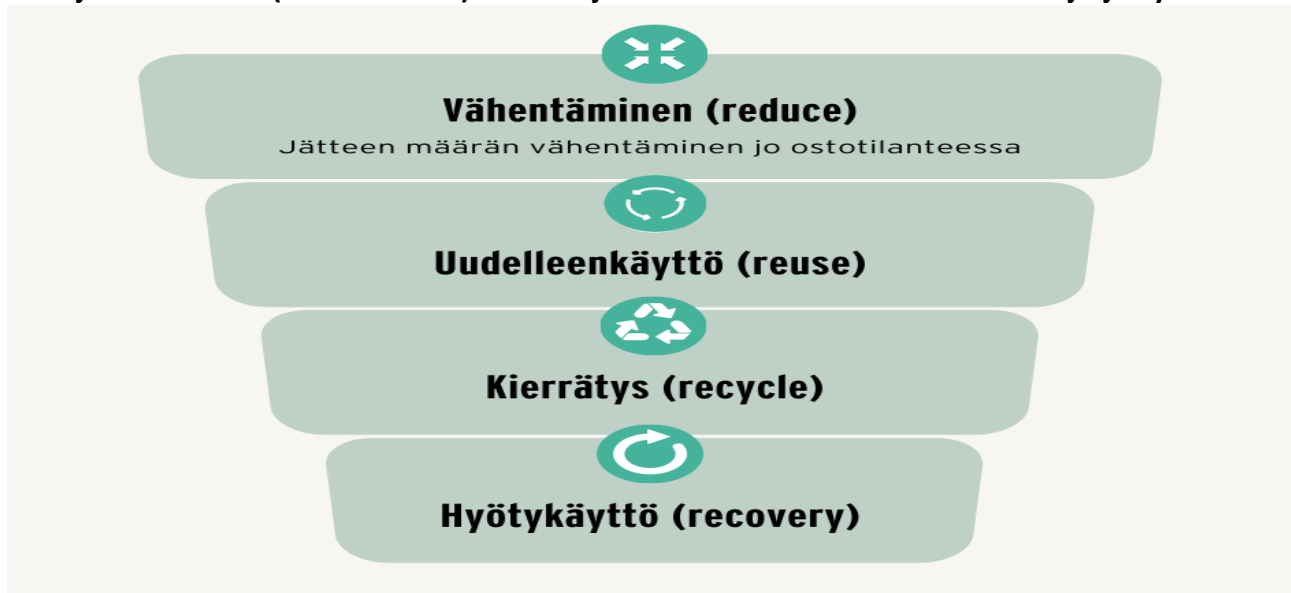 Vähentäminen (reduce)
Jätteen määrän vähentäminen jo ostotilanteessa
Uudelleenkäyttö (reuse)
Kierrätys (recycle)
Hyötykäyttö (recovery)